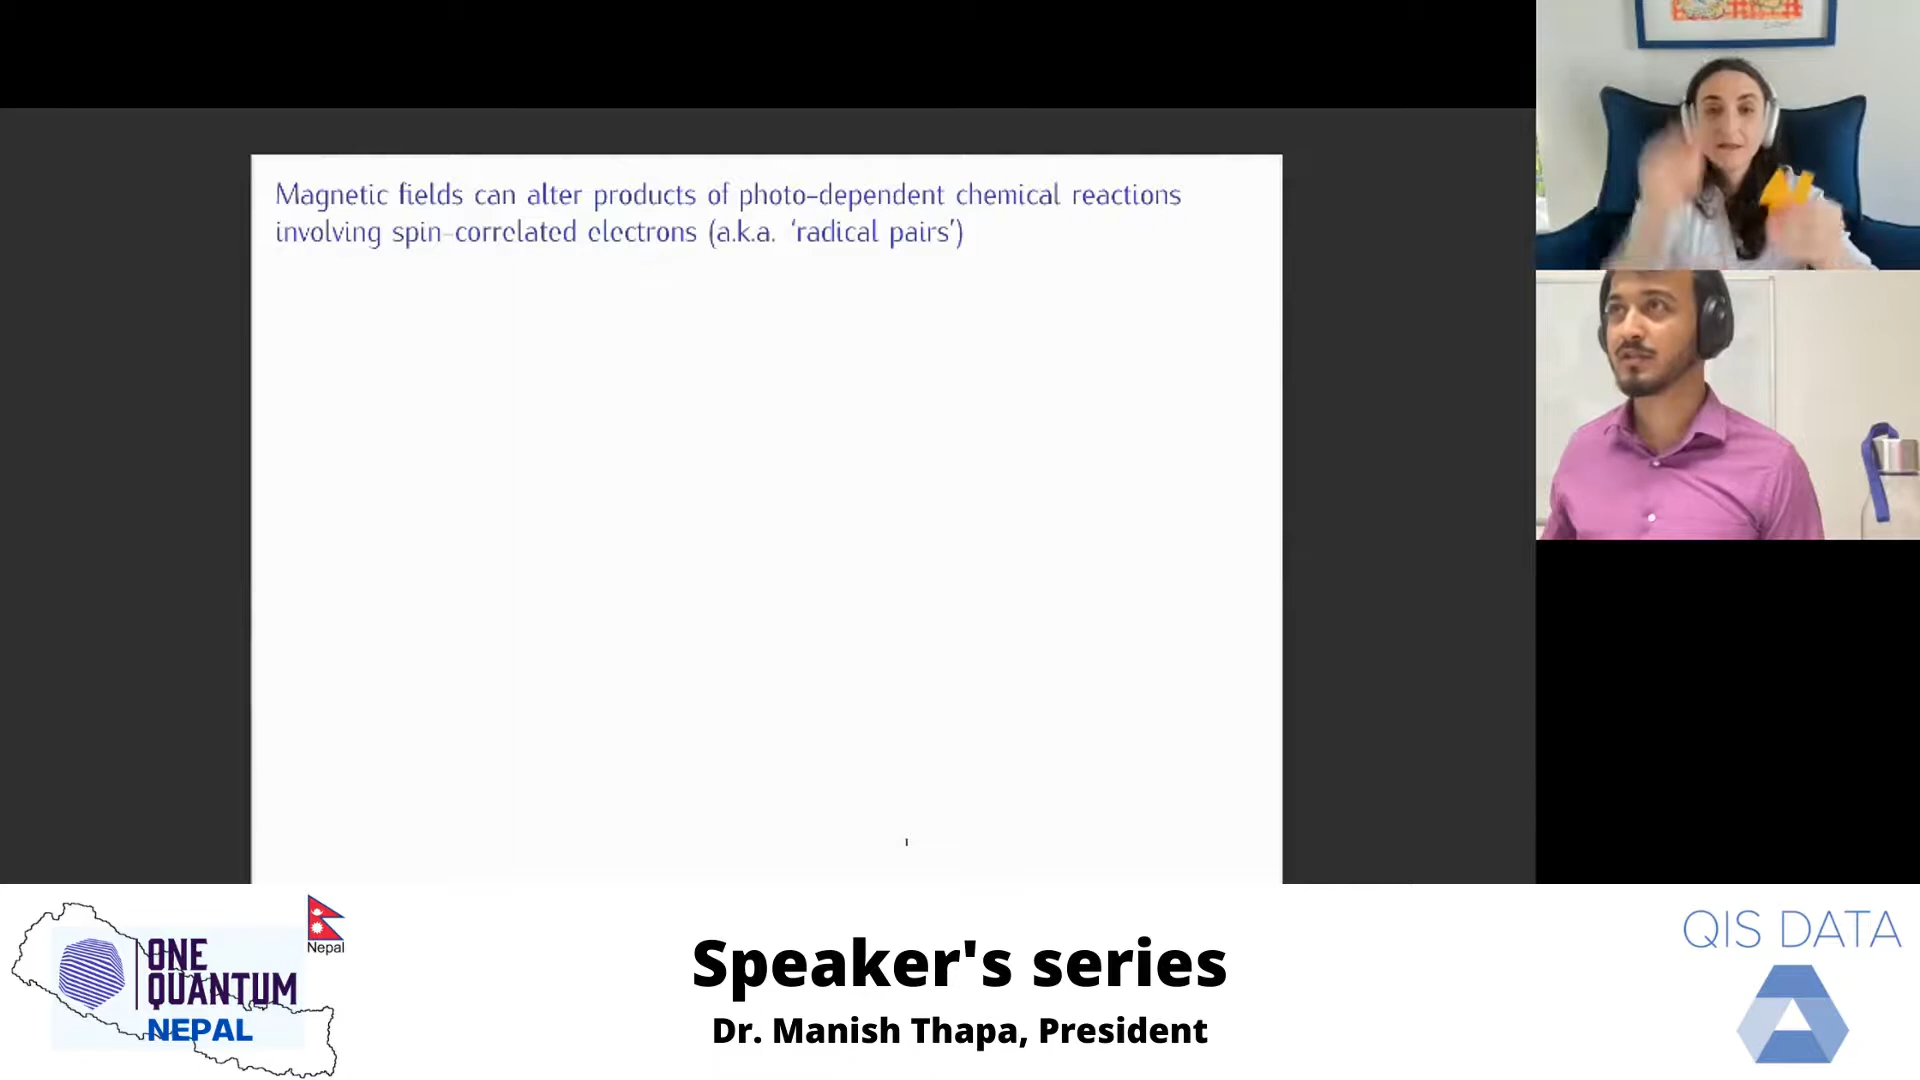 Magnetic fields can alter products of photo-dependent chemical reactions
involving spin-correlated electrons (a.k.a. ‘radical pairs’)
Nepal
ONE
QUANTUM
NEPAL
Speaker's series
Dr. Manish Thapa, President
QIS DATA